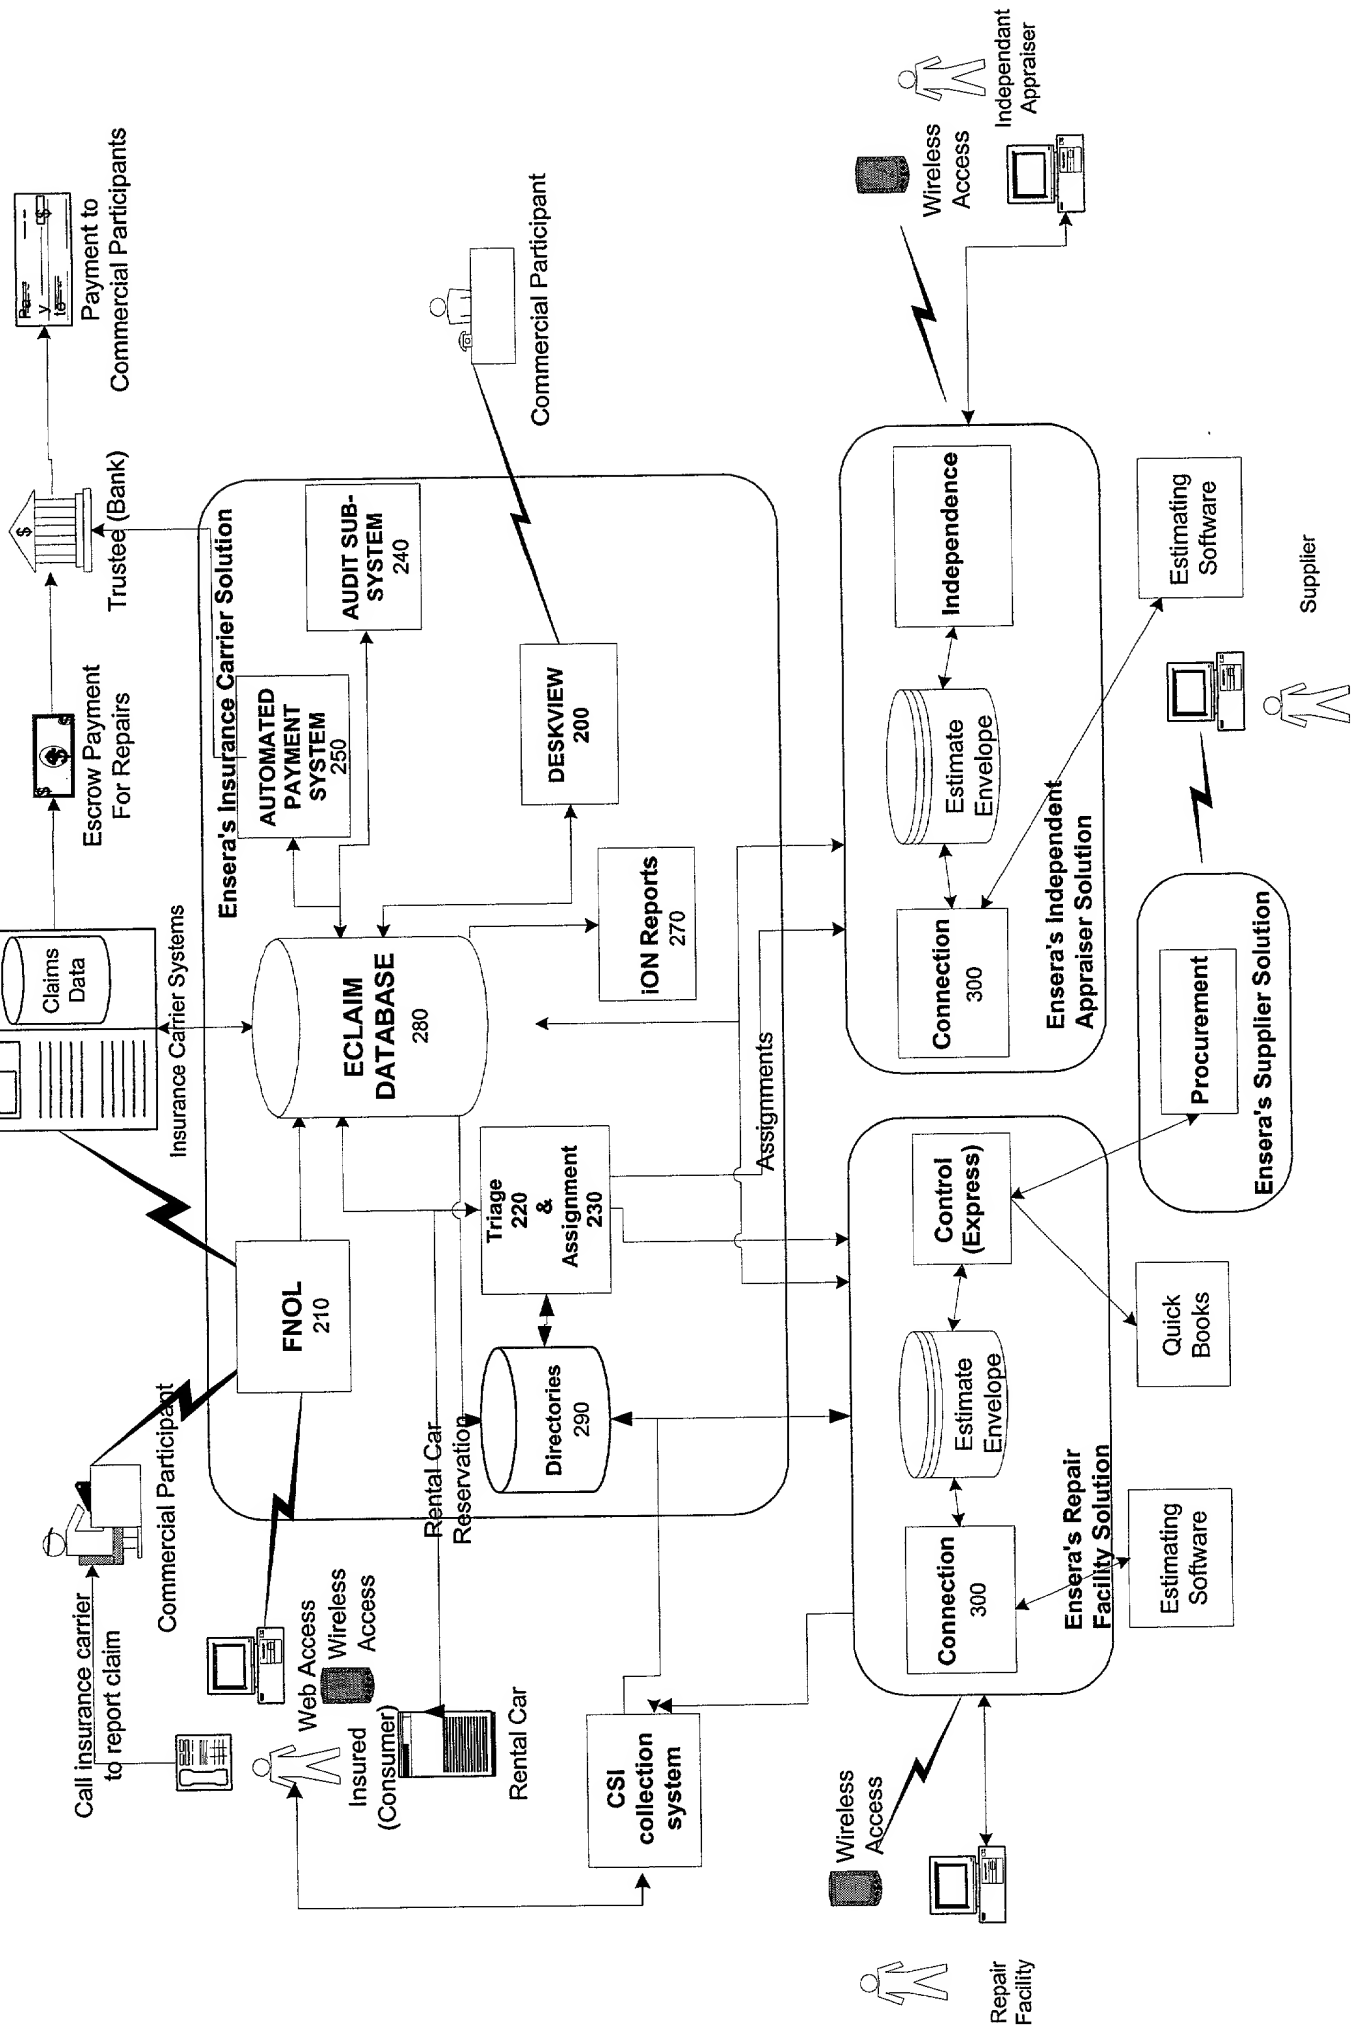 Call insurance carrier
to report claim
Commercial Participant
Web Access
Wireless
Access
Insured
(Consumer)
Rental Car
Claims
Data
Insurance Carrier Systems
Escrow Payment
For Repairs
Trustee (Bank)
Payment to
Commercial Participants
Ensera's Insurance Carrier Solution
FNOL
210
ECLAIM
DATABASE
280
AUTOMATED
PAYMENT
SYSTEM
250
AUDIT SUB-
SYSTEM
240
DESKVIEW
200
Commercial Participant
iON Reports
270
Triage
220
&
Assignment
230
Directories
290
Rental Car
Reservation
Assignments
CSI
collection
system
Wireless
Access
Repair
Facility
Connection
300
Estimate
Envelope
Control
(Express)
Ensera's Repair
Facility Solution
Estimating
Software
Quick
Books
Connection
300
Estimate
Envelope
Independence
Ensera's Independent
Appraiser Solution
Wireless
Access
Independant
Appraiser
Estimating
Software
Procurement
Ensera's Supplier Solution
Supplier